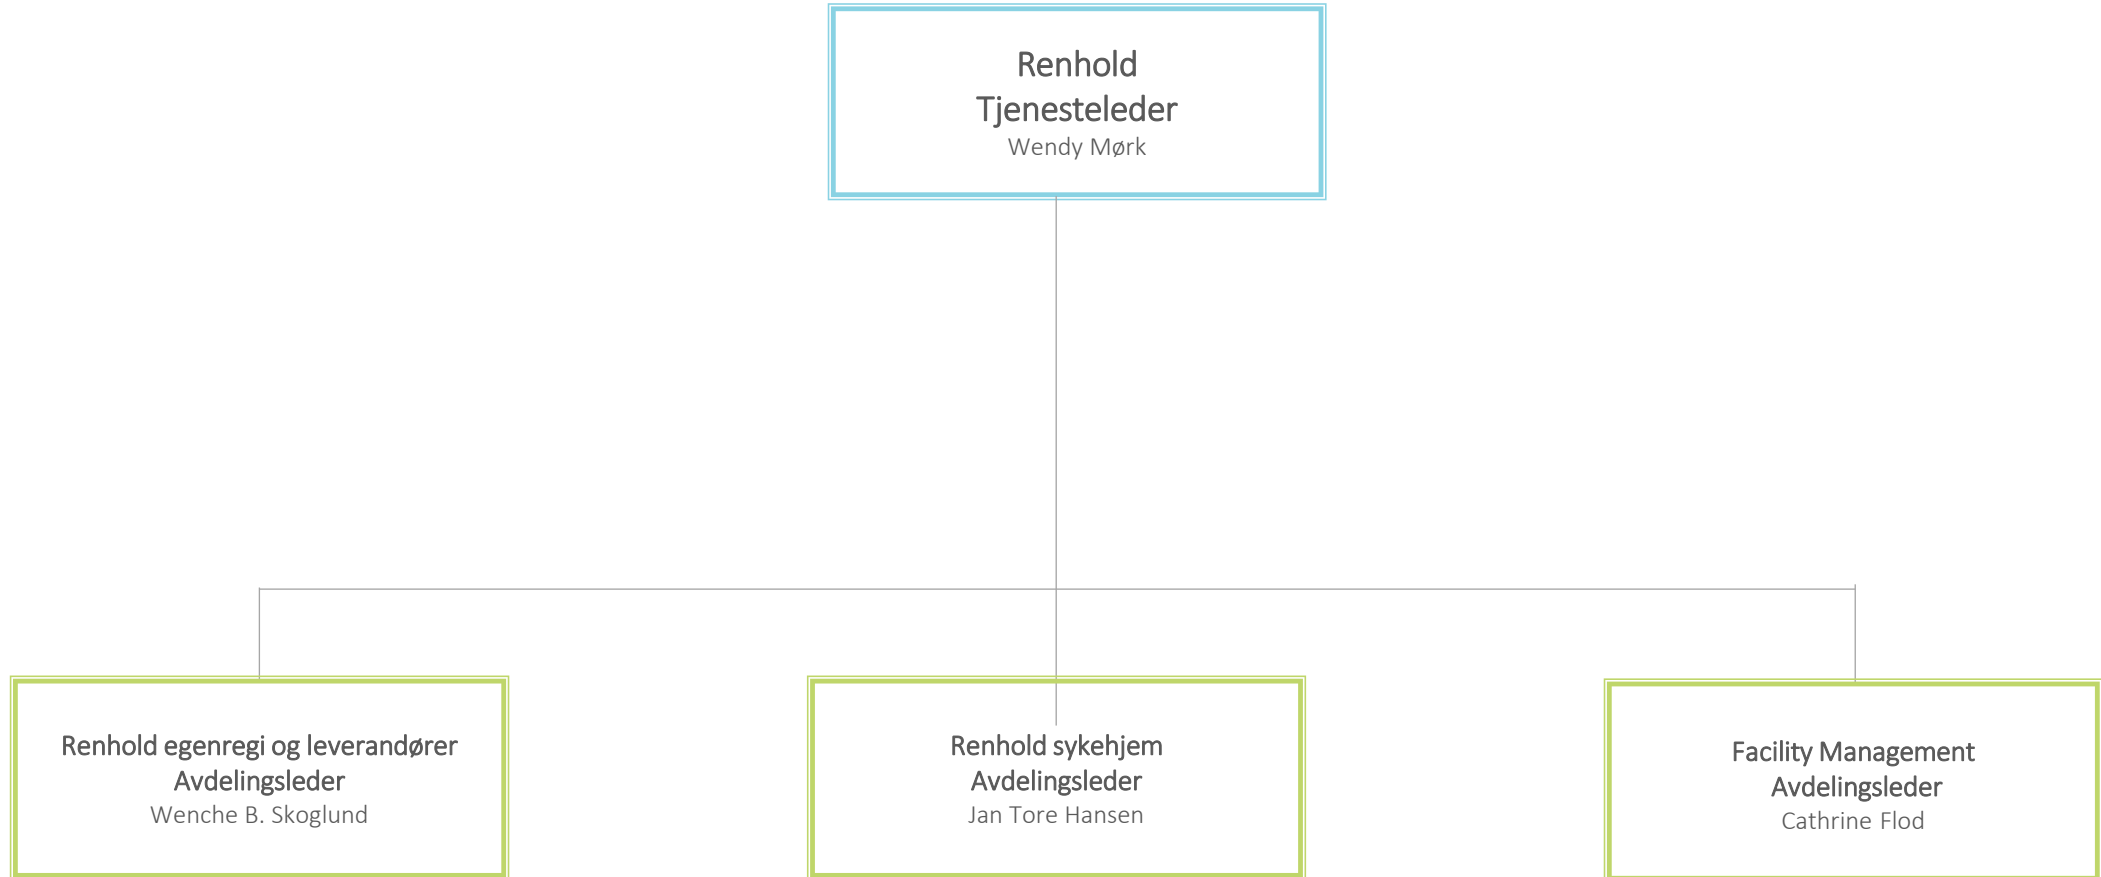 Renhold
Tjenesteleder
Wendy Mørk
Renhold egenregi og leverandører
Avdelingsleder
Wenche B. Skoglund
Renhold sykehjem
Avdelingsleder
Jan Tore Hansen
Facility Management
Avdelingsleder
Cathrine Flod